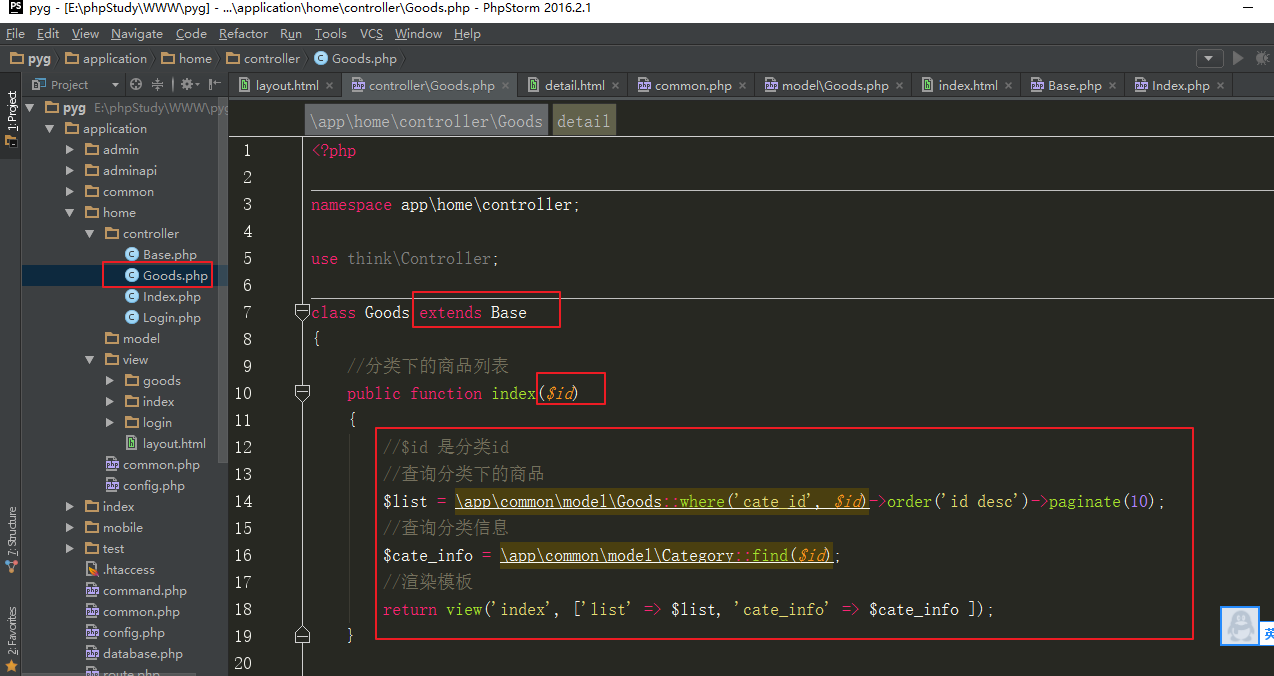 pyg - [E:\phpStudy\WWW\pyg] - ...\application\home\controller\Goods.php - PhpStorm 2016.2.1
File Edit View Navigate Code Refactor Run Tools VCS Window Help
pyg application home controller Goods.php
Project layout.html controller\Goods.php detail.html common.php model\Goods.php index.html Base.php Index.php
1: Project
7: Structure
2: Favorites
pyg E:\phpStudy\WWW\pyg
application
admin
adminapi
common
home
controller
Base.php
Goods.php
Index.php
Login.php
model
view
goods
index
login
layout.html
common.php
config.php
index
mobile
test
.htaccess
command.php
common.php
config.php
database.php
route.php
\app\home\controller\Goods detail
1 <?php
2
3 namespace app\home\controller;
4
5 use think\Controller;
6
7 class Goods extends Base
8 {
9 //分类下的商品列表
10 public function index($id)
11 {
12 //$id 是分类id
13 //查询分类下的商品
14 $list = \app\common\model\Goods::where('cate_id', $id)->order('id desc')->paginate(10);
15 //查询分类信息
16 $cate_info = \app\common\model\Category::find($id);
17 //渲染模板
18 return view('index', ['list' => $list, 'cate_info' => $cate_info ]);
19 }
20
英